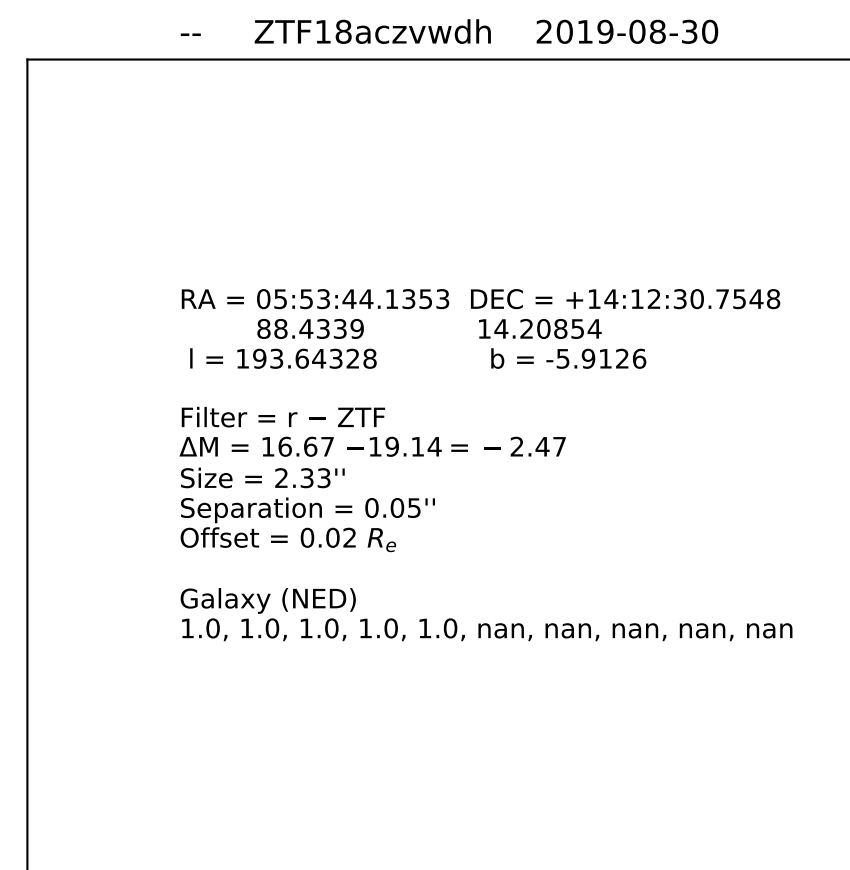 -- ZTF18aczvwdh 2019-08-30
RA = 05:53:44.1353 DEC = +14:12:30.7548
88.4339 14.20854
l = 193.64328 b = -5.9126
Filter = r − ZTF
ΔM = 16.67 −19.14 = − 2.47
Size = 2.33''
Separation = 0.05''
Offset = 0.02 Re
Galaxy (NED)
1.0, 1.0, 1.0, 1.0, 1.0, nan, nan, nan, nan, nan